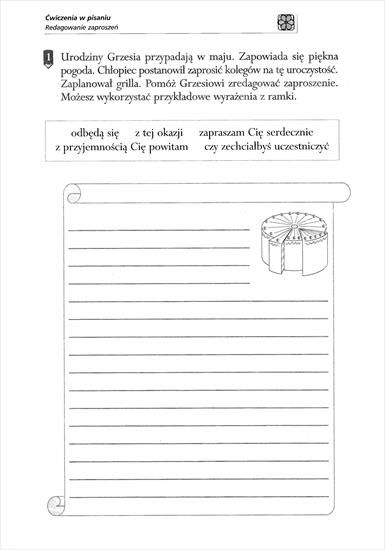 Ćwiczenia w pisaniu
Redagowanie zaproszeń
1 Urodziny Grzesia przypadają w maju. Zapowiada się piękna
pogoda. Chłopiec postanowił zaprosić kolegów na tę uroczystość.
Zaplanował grilla. Pomóż Grzesiowi zredagować zaproszenie.
Możesz wykorzystać przykładowe wyrażenia z ramki.
odbędą się z tej okazji zapraszam Cię serdecznie
z przyjemnością Cię powitam czy zechciałbyś uczestniczyć